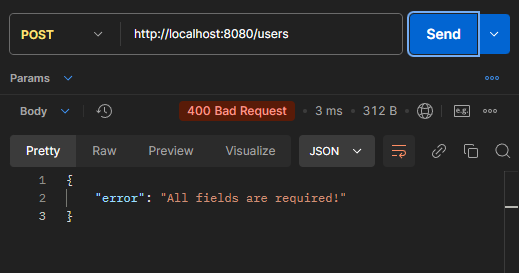 POST http://localhost:8080/users Send
Params
Body 400 Bad Request 3 ms 312 B e.g.
Pretty Raw Preview Visualize JSON
1 {
2 "error": "All fields are required!"
3 }